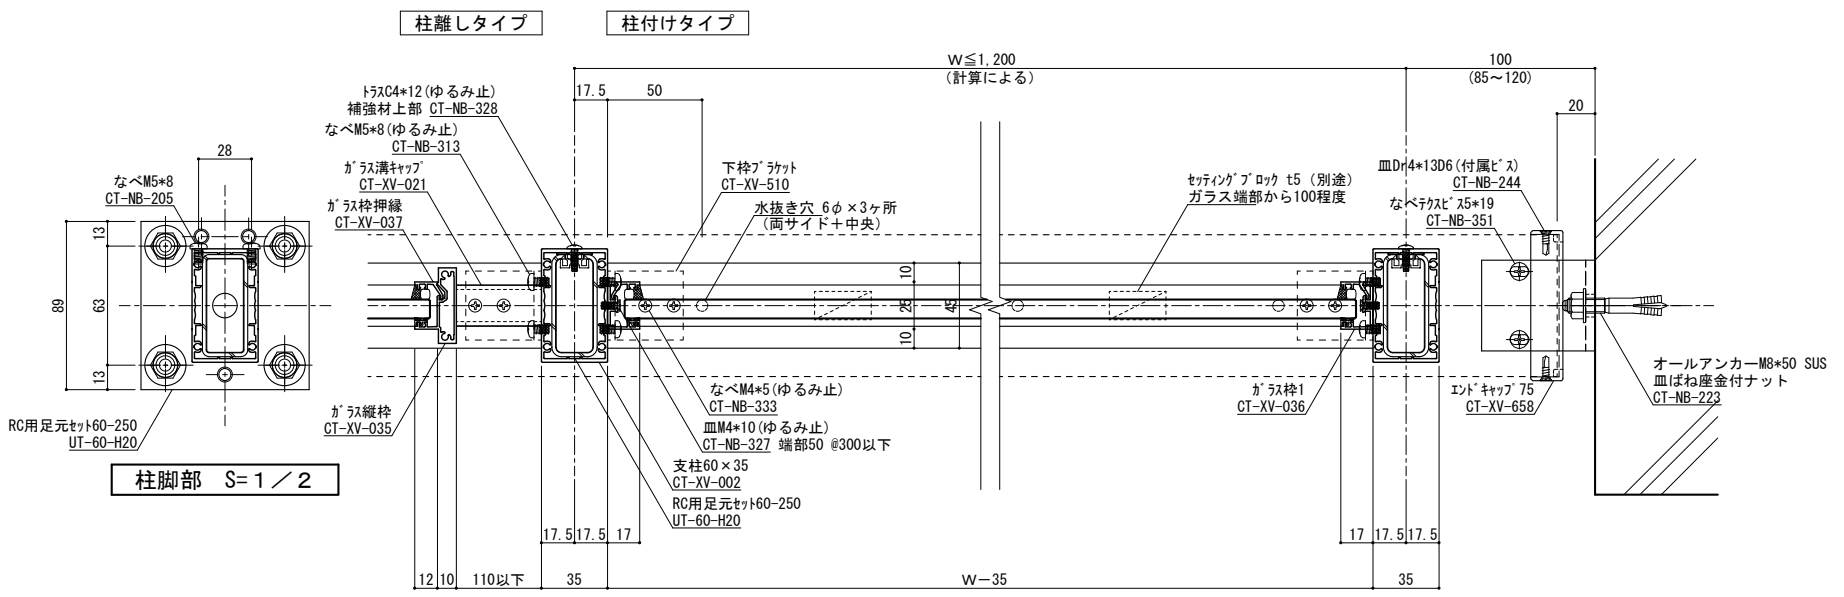 柱離しタイプ
柱付けタイプ
W≦1,200
(計算による)
100
(85～120)
17.5
50
20
トラスC4*12(ゆるみ止)
補強材上部 CT-NB-328
なべM5*8(ゆるみ止)
CT-NB-313
ガラス溝キャップ
CT-XV-021
ガラス枠押縁
CT-XV-037
下枠ブラケット
CT-XV-510
水抜き穴 6φ×3ヶ所
(両サイド＋中央)
セッティングブロック t5 (別途)
ガラス端部から100程度
皿Dr4*13D6(付属ビス)
CT-NB-244
なべテクスビス5*19
CT-NB-351
28
なべM5*8
CT-NB-205
13
63
13
89
10
25
10
45
RC用足元セット60-250
UT-60-H20
柱脚部 S=1／2
ガラス縦枠
CT-XV-035
なべM4*5(ゆるみ止)
CT-NB-333
皿M4*10(ゆるみ止)
CT-NB-327 端部50 @300以下
支柱60×35
CT-XV-002
RC用足元セット60-250
UT-60-H20
ガラス枠1
CT-XV-036
エンドキャップ75
CT-XV-658
オールアンカーM8*50 SUS
皿ばね座金付ナット
CT-NB-223
17.5
17.5
17
17
17.5
17.5
12
10
110以下
35
W－35
35